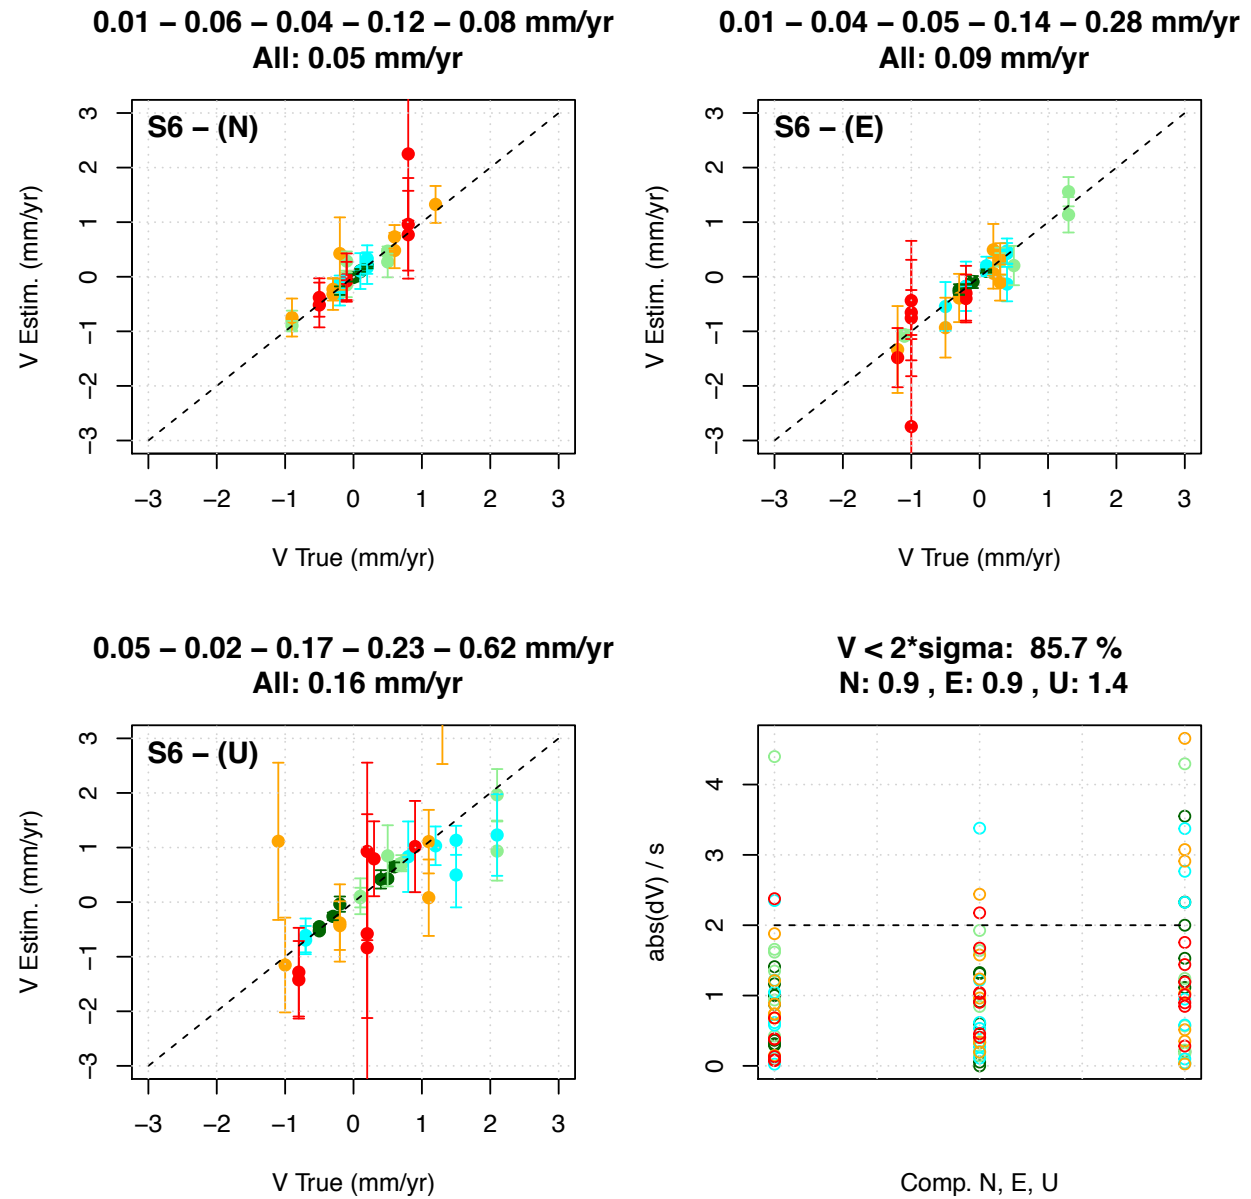 0.01 – 0.06 – 0.04 – 0.12 – 0.08 mm/yr
All: 0.05 mm/yr
S6 – (N)
3
2
1
0
−1
−2
−3
V Estim. (mm/yr)
−3 −2 −1 0 1 2 3
V True (mm/yr)
0.01 – 0.04 – 0.05 – 0.14 – 0.28 mm/yr
All: 0.09 mm/yr
S6 – (E)
3
2
1
0
−1
−2
−3
V Estim. (mm/yr)
−3 −2 −1 0 1 2 3
V True (mm/yr)
0.05 – 0.02 – 0.17 – 0.23 – 0.62 mm/yr
All: 0.16 mm/yr
S6 – (U)
3
2
1
0
−1
−2
−3
V Estim. (mm/yr)
−3 −2 −1 0 1 2 3
V True (mm/yr)
V < 2*sigma: 85.7 %
N: 0.9 , E: 0.9 , U: 1.4
4
3
2
1
0
abs(dV) / s
Comp. N, E, U